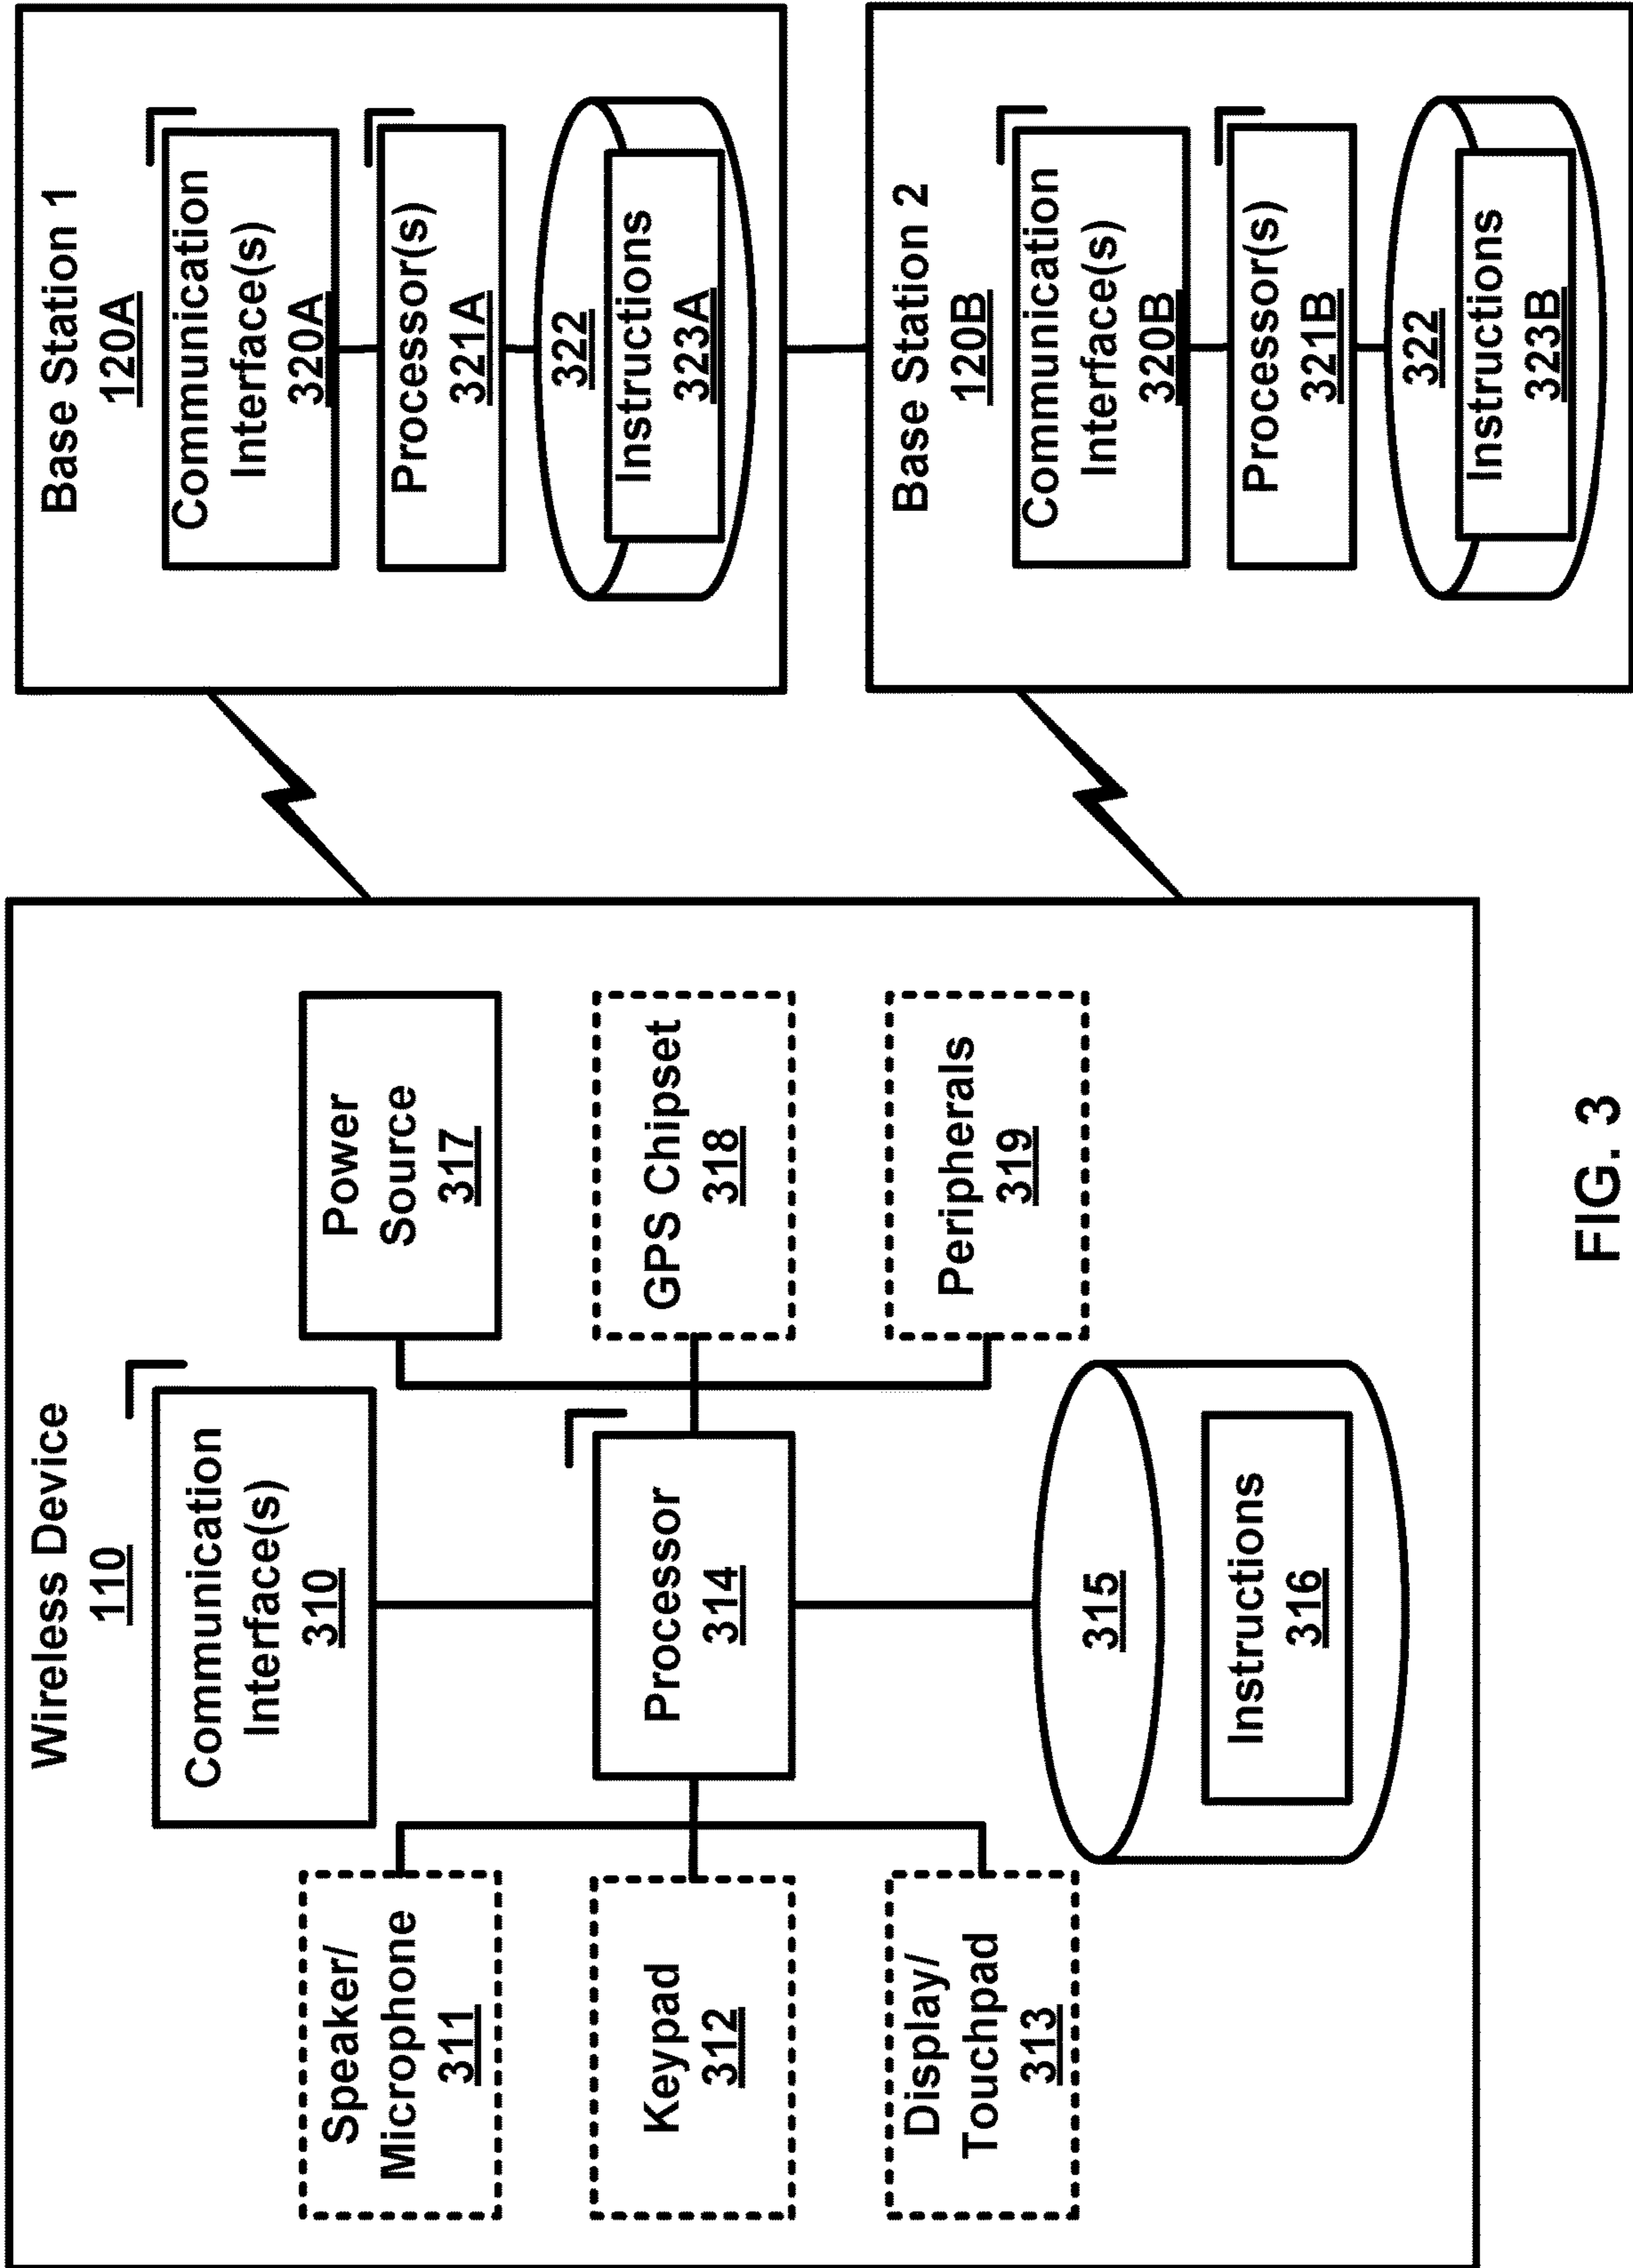 Wireless Device
110
Communication
Interface(s)
310
Speaker/
Microphone
311
Keypad
312
Display/
Touchpad
313
Processor
314
Power
Source
317
GPS Chipset
318
Peripherals
319
315
Instructions
316
Base Station 1
120A
Communication
Interface(s)
320A
Processor(s)
321A
322
Instructions
323A
Base Station 2
120B
Communication
Interface(s)
320B
Processor(s)
321B
322
Instructions
323B
FIG. 3